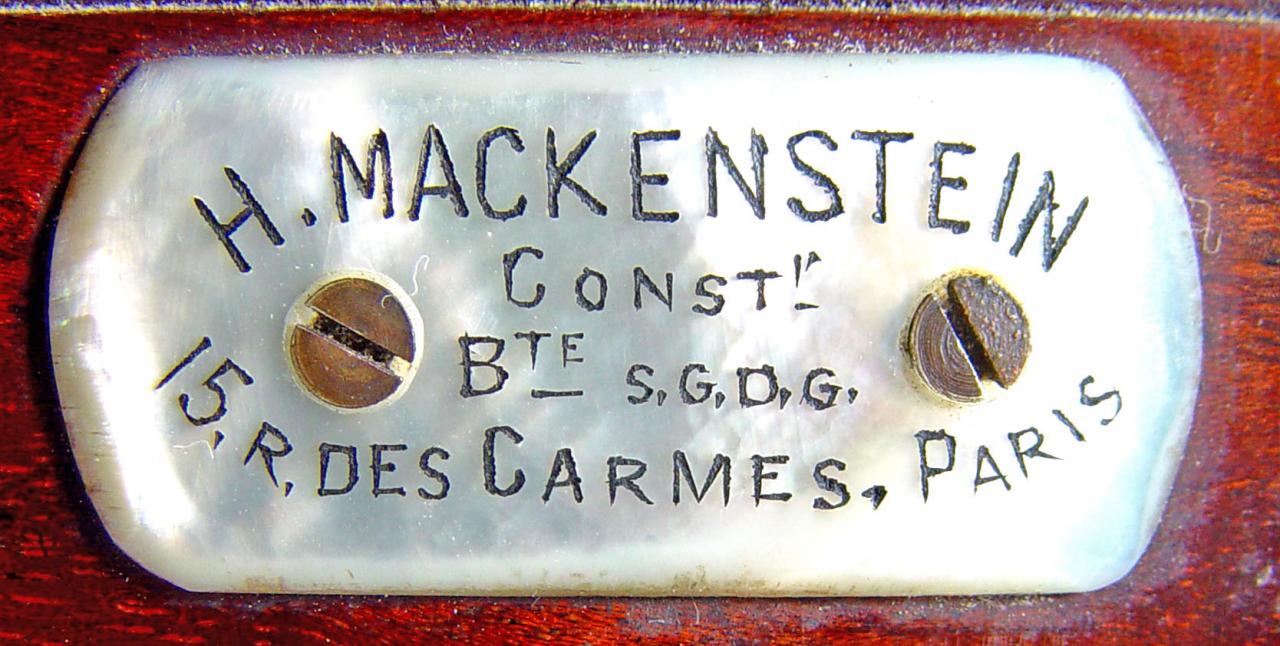 H. MACKENSTEIN
CONSTR
BTE S.G.D.G.
15, R. DES CARMES, PARIS